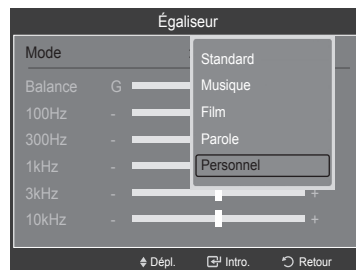 Égaliseur
Mode :
Standard
Musique
Film
Parole
Personnel
Balance G
100Hz -
300Hz -
1kHz -
3kHz - +
10kHz - +
Dépl. Intro. Retour